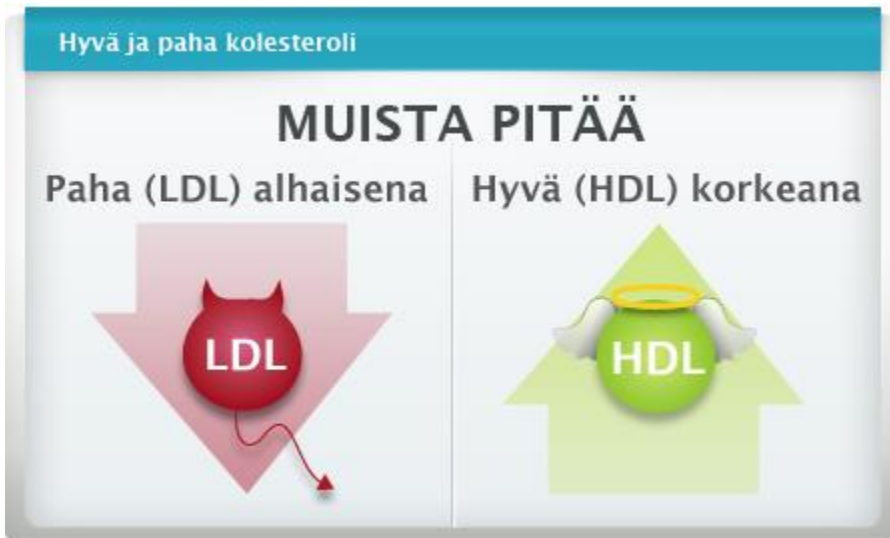 Hyvä ja paha kolesteroli
MUISTA PITÄÄ
Paha (LDL) alhaisena
Hyvä (HDL) korkeana
LDL
HDL